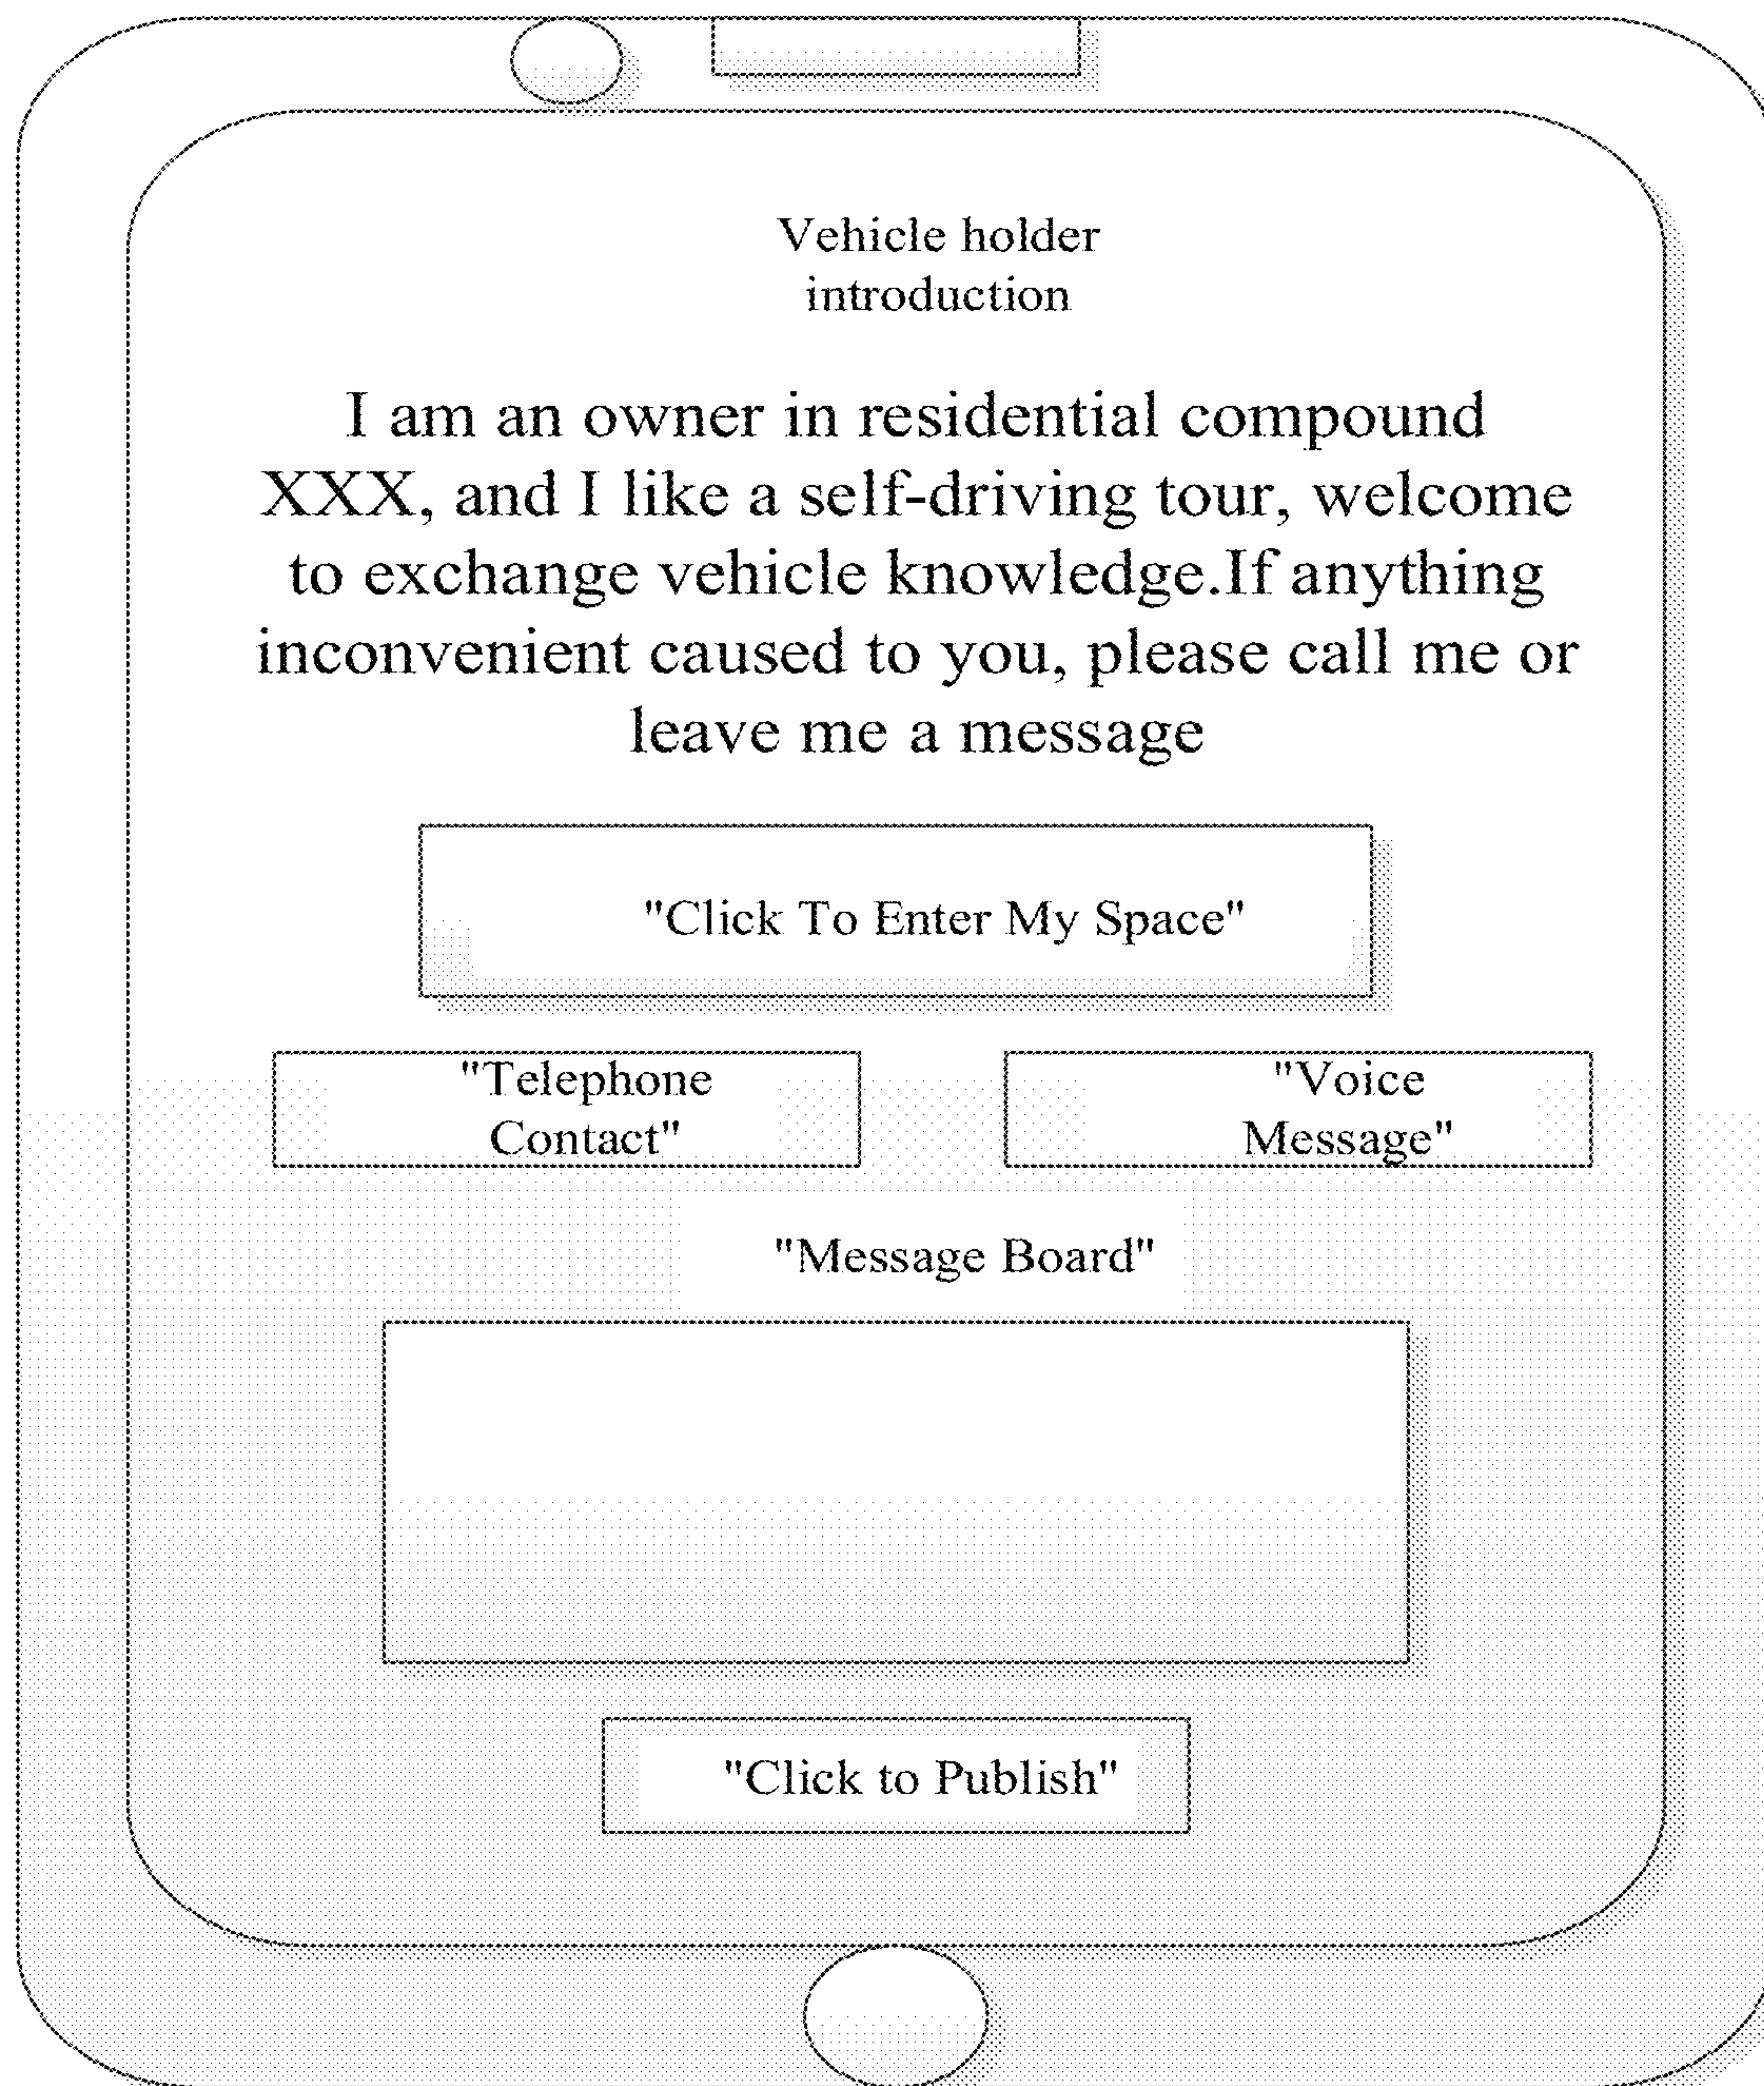 Vehicle holder
introduction
I am an owner in residential compound
XXX, and I like a self-driving tour, welcome
to exchange vehicle knowledge.If anything
inconvenient caused to you, please call me or
leave me a message
"Click To Enter My Space"
"Telephone
Contact"
"Voice
Message"
"Message Board"
"Click to Publish"